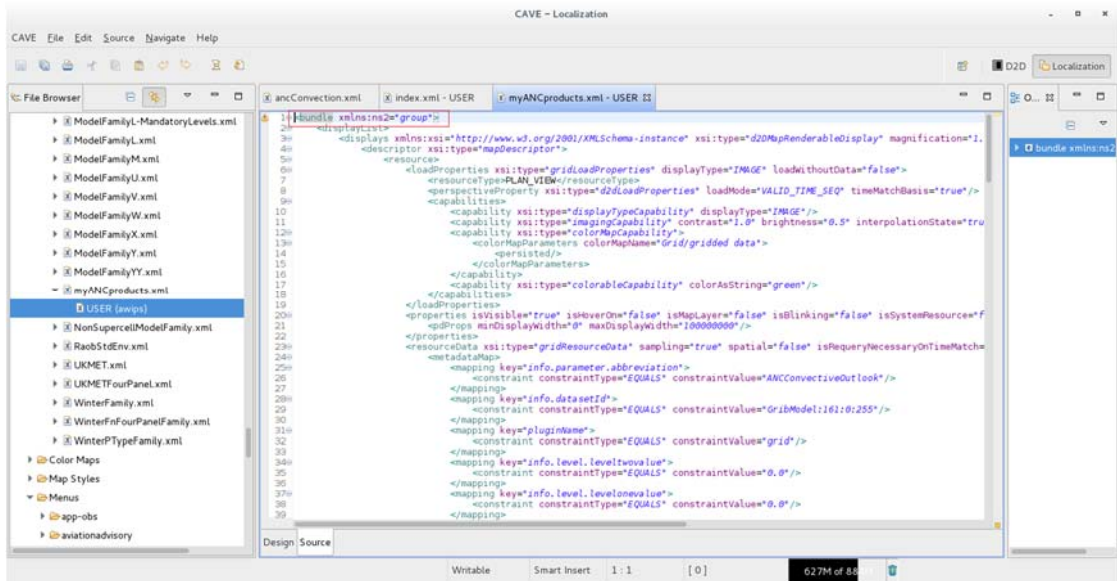 CAVE - Localization
CAVE File Edit Source Navigate Help
D2D Localization
File Browser
ModelFamilyL-MandatoryLevels.xml
ModelFamilyL.xml
ModelFamilyM.xml
ModelFamilyU.xml
ModelFamilyV.xml
ModelFamilyW.xml
ModelFamilyX.xml
ModelFamilyY.xml
ModelFamilyYY.xml
myANCproducts.xml
USER (awips)
NonSupercellModelFamily.xml
RaobStdEnv.xml
UKMET.xml
UKMETFourPanel.xml
WinterFamily.xml
WinterFnFourPanelFamily.xml
WinterPTypeFamily.xml
Color Maps
Map Styles
Menus
app-obs
aviationadvisory
ancConvection.xml index.xml - USER myANCproducts.xml - USER
1 <bundle xmlns:ns2="group">
2 <displayList>
3 <displays xmlns:xsi="http://www.w3.org/2001/XMLSchema-instance" xsi:type="d2DMapRenderableDisplay" magnification="1.
4 <descriptor xsi:type="mapDescriptor">
5 <resource>
6 <loadProperties xsi:type="gridLoadProperties" displayType="IMAGE" loadWithoutData="false">
7 <resourceType>PLAN_VIEW</resourceType>
8 <perspectiveProperty xsi:type="d2dLoadProperties" loadMode="VALID_TIME_SEQ" timeMatchBasis="true"/>
9 <capabilities>
10 <capability xsi:type="displayTypeCapability" displayType="IMAGE"/>
11 <capability xsi:type="imagingCapability" contrast="1.0" brightness="0.5" interpolationState="tru
12 <capability xsi:type="colorMapCapability">
13 <colorMapParameters colorMapName="Grid/gridded data">
14 <persisted/>
15 </colorMapParameters>
16 </capability>
17 <capability xsi:type="colorableCapability" colorAsString="green"/>
18 </capabilities>
19 </loadProperties>
20 <properties isVisible="true" isHoverOn="false" isMapLayer="false" isBlinking="false" isSystemResource="f
21 <pdProps minDisplayWidth="0" maxDisplayWidth="100000000"/>
22 </properties>
23 <resourceData xsi:type="gridResourceData" sampling="true" spatial="false" isRequeryNecessaryOnTimeMatch=
24 <metadataMap>
25 <mapping key="info.parameter.abbreviation">
26 <constraint constraintType="EQUALS" constraintValue="ANCConvectiveOutlook"/>
27 </mapping>
28 <mapping key="info.datasetId">
29 <constraint constraintType="EQUALS" constraintValue="GribModel:161:0:255"/>
30 </mapping>
31 <mapping key="pluginName">
32 <constraint constraintType="EQUALS" constraintValue="grid"/>
33 </mapping>
34 <mapping key="info.level.leveltwovalue">
35 <constraint constraintType="EQUALS" constraintValue="0.0"/>
36 </mapping>
37 <mapping key="info.level.levelonevalue">
38 <constraint constraintType="EQUALS" constraintValue="0.0"/>
39 </mapping>
Design Source
O...
bundle xmlns:ns2
Writable Smart Insert 1 : 1 [ 0 ] 627M of 88